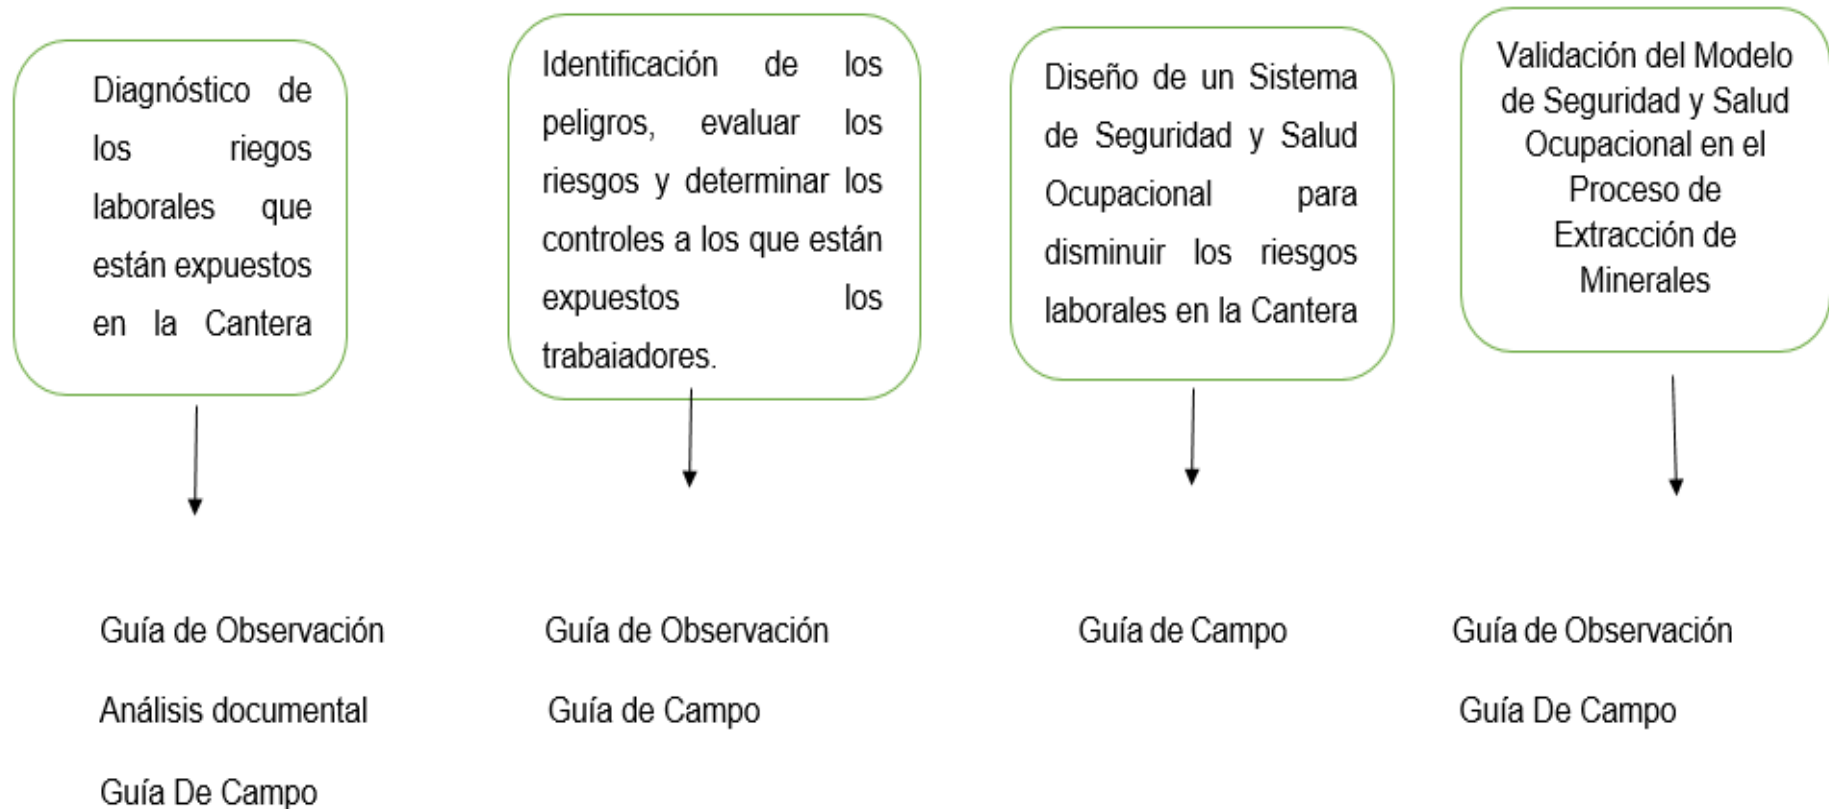 Diagnóstico de
los riegos
laborales que
están expuestos
en la Cantera
Identificación de los
peligros, evaluar los
riesgos y determinar los
controles a los que están
expuestos los
trabaiadores.
Diseño de un Sistema
de Seguridad y Salud
Ocupacional para
disminuir los riesgos
laborales en la Cantera
Validación del Modelo
de Seguridad y Salud
Ocupacional en el
Proceso de
Extracción de
Minerales
Guía de Observación
Análisis documental
Guía De Campo
Guía de Observación
Guía de Campo
Guía de Campo
Guía de Observación
Guía De Campo